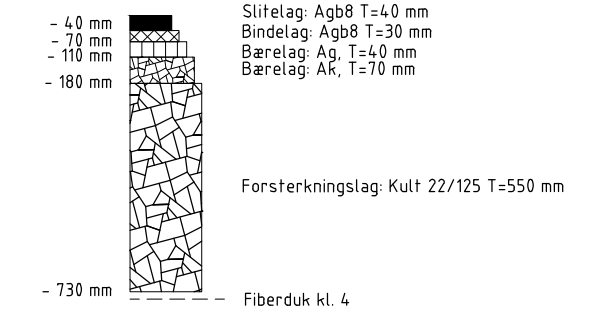 Slitelag: Agb8 T=40 mm
- 40 mm
Bindelag: Agb8 T=30 mm
- 70 mm
Bærelag: Ag, T=40 mm
- 110 mm
Bærelag: Ak, T=70 mm
- 180 mm
Forsterkningslag: Kult 22/125 T=550 mm
- 730 mm
Fiberduk kl. 4